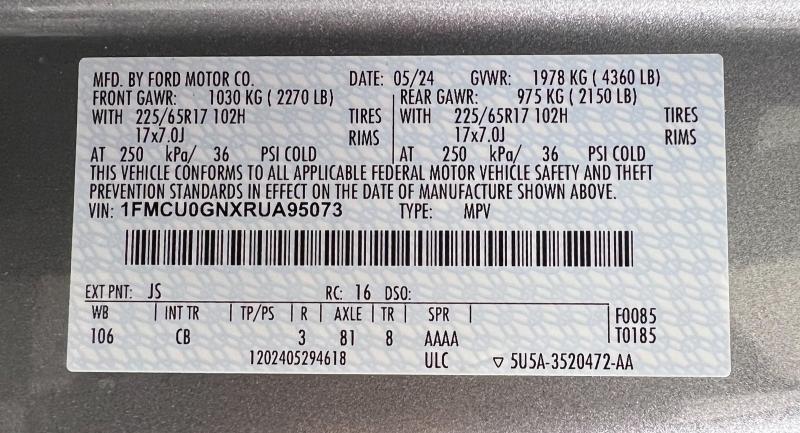 MFD. BY FORD MOTOR CO. DATE: 05/24 GVWR: 1978 KG ( 4360 LB)
FRONT GAWR: 1030 KG ( 2270 LB) REAR GAWR: 975 KG ( 2150 LB)
WITH 225/65R17 102H TIRES WITH 225/65R17 102H TIRES
17x7.0J RIMS 17x7.0J RIMS
AT 250 kPa/ 36 PSI COLD AT 250 kPa/ 36 PSI COLD
THIS VEHICLE CONFORMS TO ALL APPLICABLE FEDERAL MOTOR VEHICLE SAFETY AND THEFT
PREVENTION STANDARDS IN EFFECT ON THE DATE OF MANUFACTURE SHOWN ABOVE.
VIN: 1FMCU0GNXRUA95073 TYPE: MPV
EXT PNT: JS RC: 16 DSO:
WB INT TR TP/PS R AXLE TR SPR F0085
106 CB 3 81 8 AAAA T0185
1202405294618 ULC ▽ 5U5A-3520472-AA